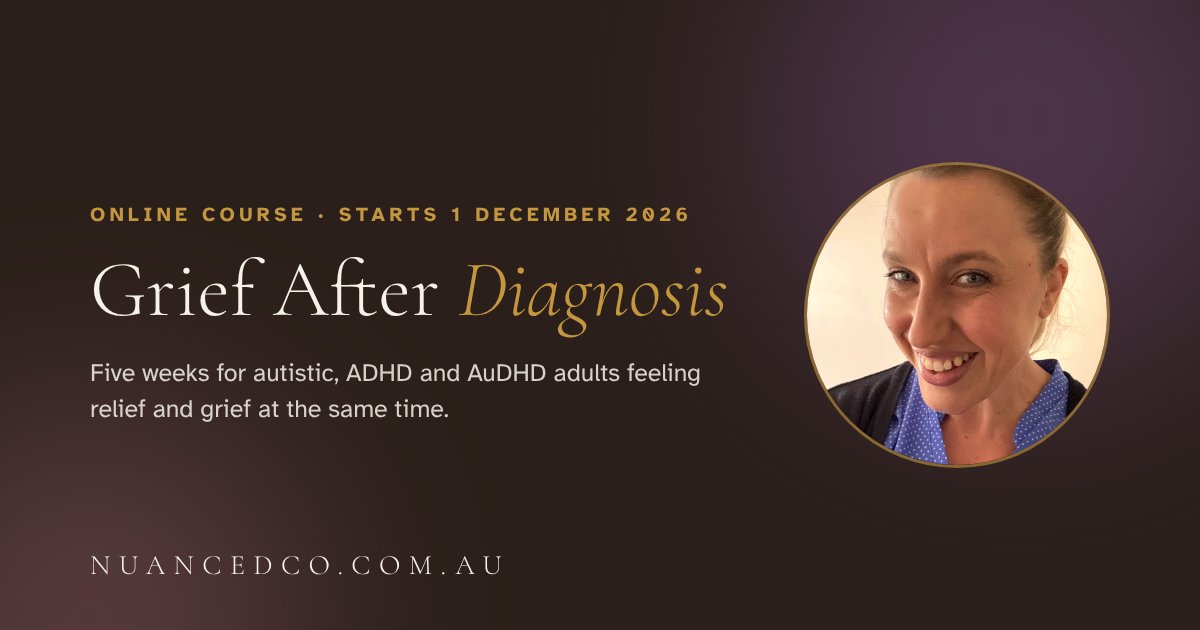 ONLINE COURSE · STARTS 1 DECEMBER 2026
Grief After Diagnosis
Five weeks for autistic, ADHD and AuDHD adults feeling
relief and grief at the same time.
NUANCEDCO.COM.AU